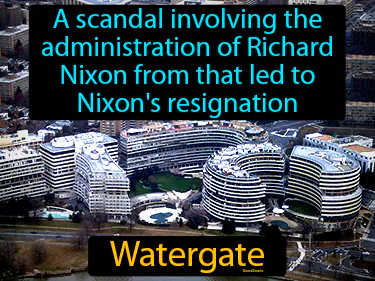 A scandal involving the
administration of Richard
Nixon from that led to
Nixon's resignation
Watergate